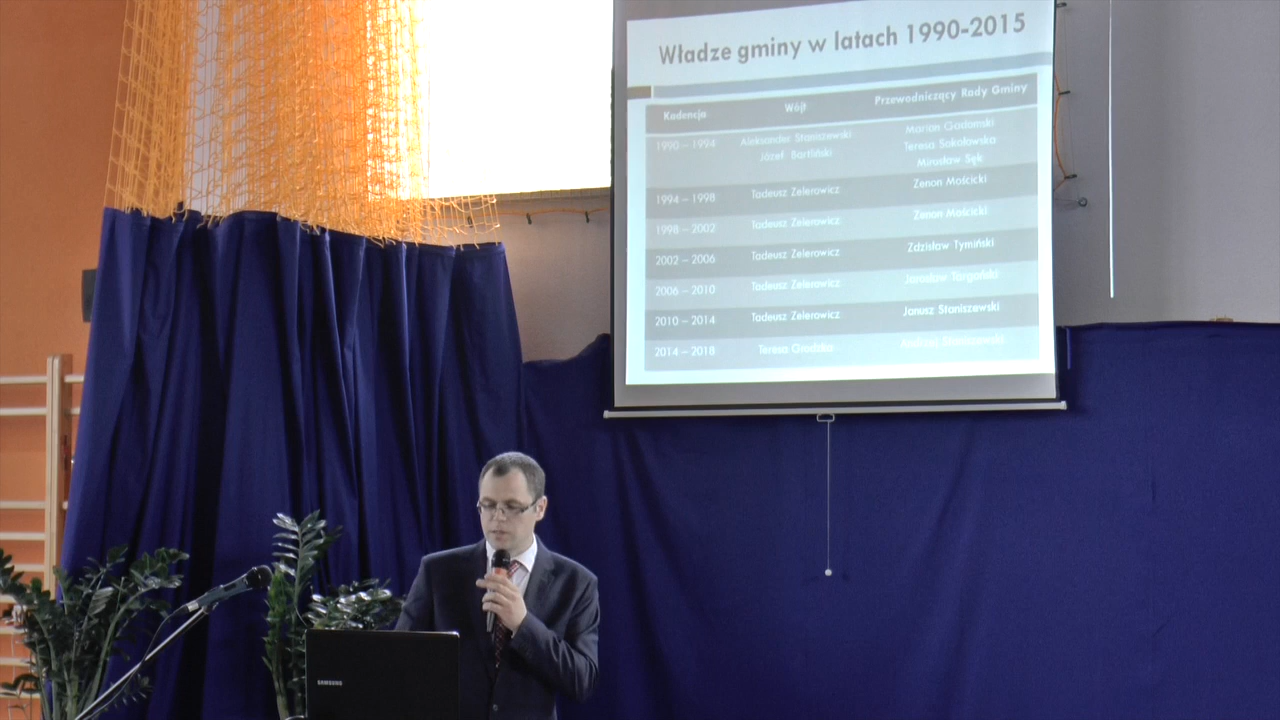 Władze gminy w latach 1990-2015
Kadencja Wójt Przewodniczący Rady Gminy
1990 – 1994 Aleksander Staniszewski Marian Gadomski
Józef Bartliński Teresa Sokołowska
Mirosław Sęk
1994 – 1998 Tadeusz Zelerowicz Zenon Mościcki
1998 – 2002 Tadeusz Zelerowicz Zenon Mościcki
2002 – 2006 Tadeusz Zelerowicz Zdzisław Tymiński
2006 – 2010 Tadeusz Zelerowicz Jarosław Targoński
2010 – 2014 Tadeusz Zelerowicz Janusz Staniszewski
2014 – 2018 Teresa Grodzka
SAMSUNG